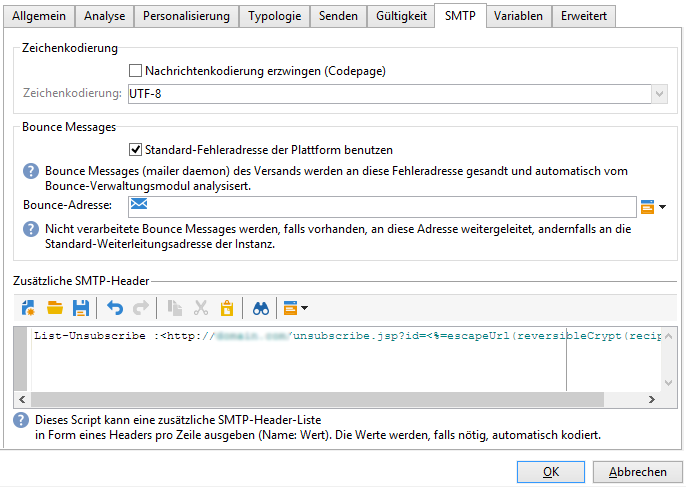 Allgemein Analyse Personalisierung Typologie Senden Gültigkeit SMTP Variablen Erweitert
Zeichenkodierung
Nachrichtenkodierung erzwingen (Codepage)
Zeichenkodierung: UTF-8
Bounce Messages
Standard-Fehleradresse der Plattform benutzen
Bounce Messages (mailer daemon) des Versands werden an diese Fehleradresse gesandt und automatisch vom
Bounce-Verwaltungsmodul analysiert.
Bounce-Adresse:
Nicht verarbeitete Bounce Messages werden, falls vorhanden, an diese Adresse weitergeleitet, andernfalls an die
Standard-Weiterleitungsadresse der Instanz.
Zusätzliche SMTP-Header
List-Unsubscribe :<http:// /unsubscribe.jsp?id=<%=escapeUrl(reversibleCrypt(recip
Dieses Script kann eine zusätzliche SMTP-Header-Liste
in Form eines Headers pro Zeile ausgeben (Name: Wert). Die Werte werden, falls nötig, automatisch kodiert.
OK Abbrechen